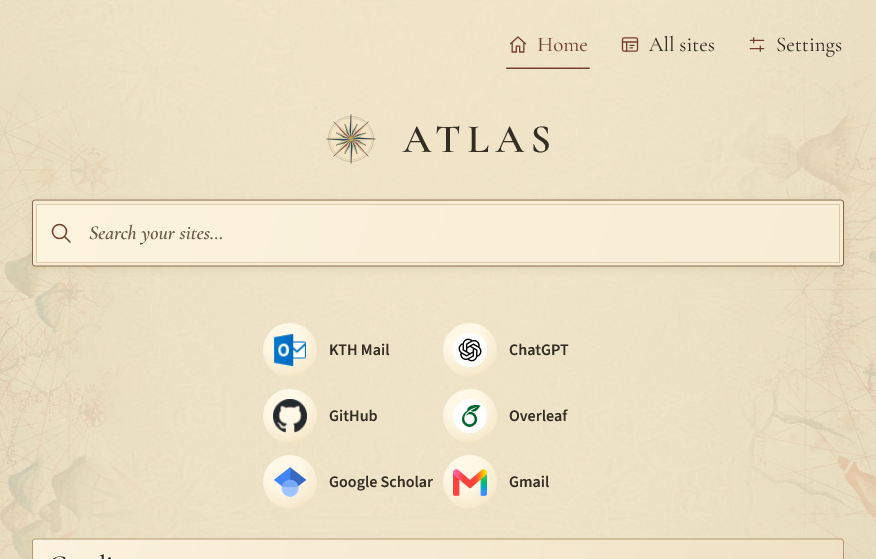 Home All sites Settings
ATLAS
Search your sites...
KTH Mail ChatGPT
GitHub Overleaf
Google Scholar Gmail